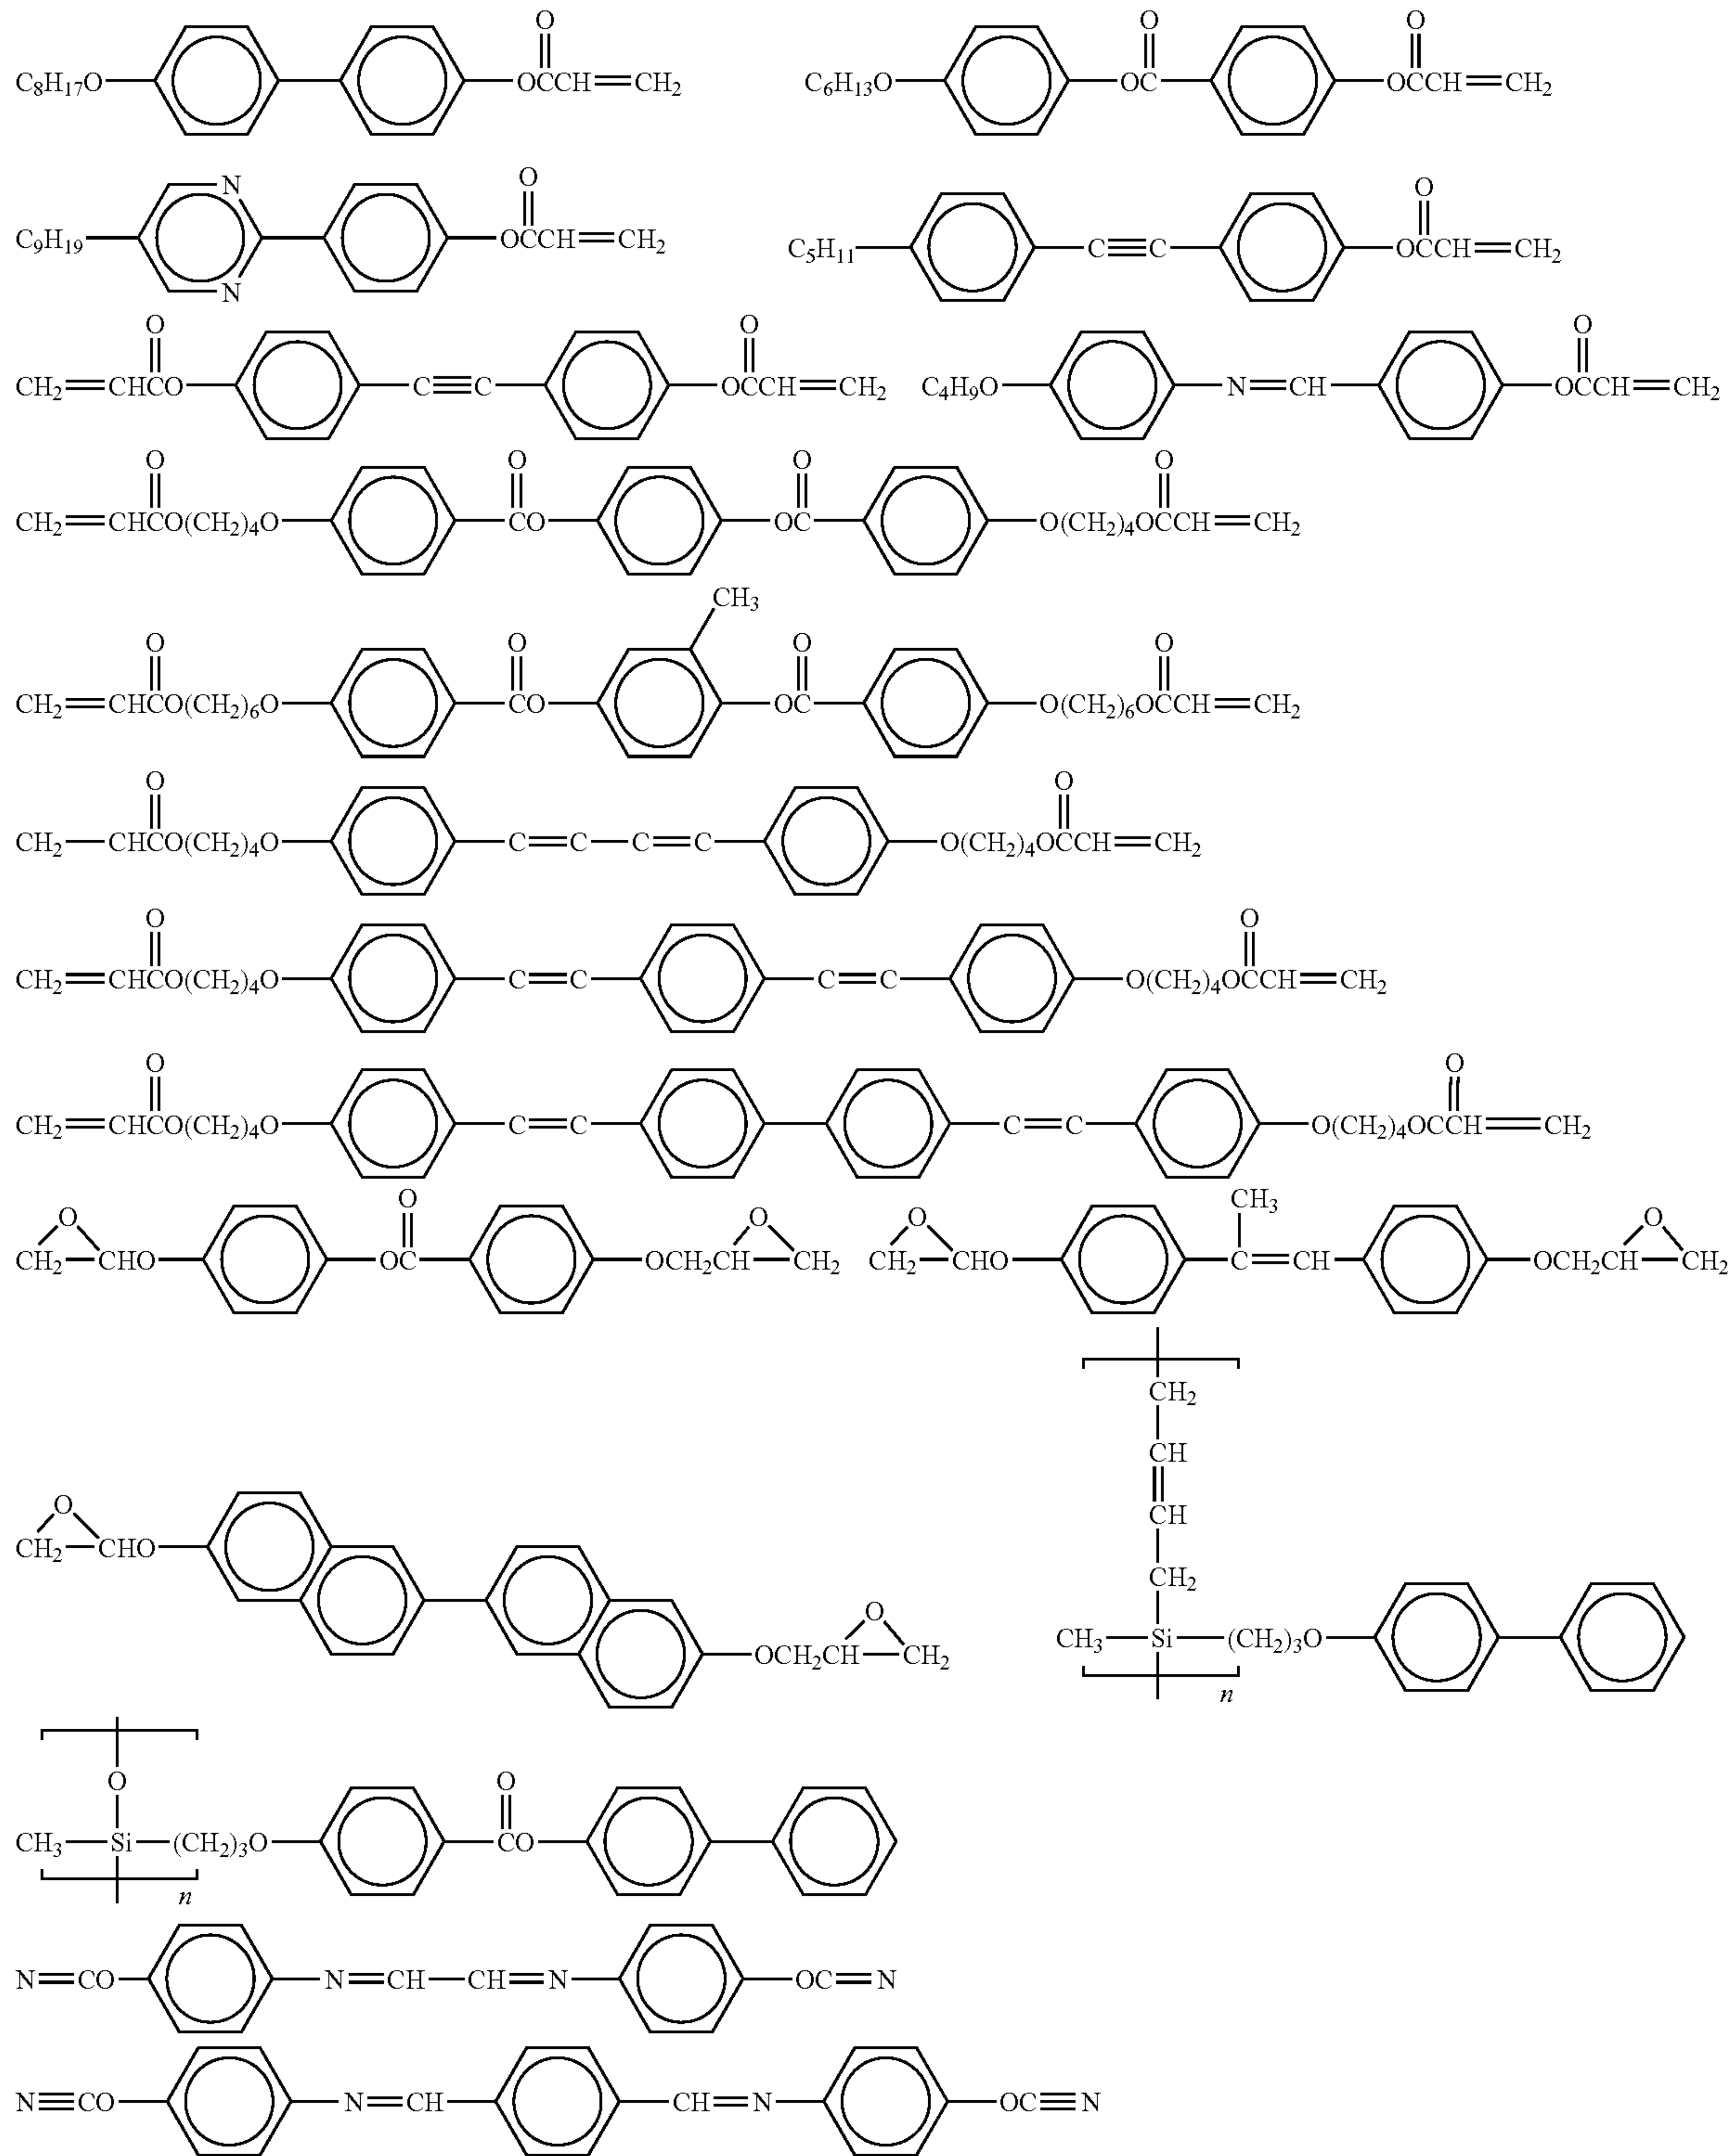 C8H17O OCCH=CH2 O C6H13O OC O OCCH=CH2 O
C9H19 N N OCCH=CH2 O C5H11 C≡C OCCH=CH2 O
CH2=CHCO O C≡C OCCH=CH2 O C4H9O N=CH OCCH=CH2 O
CH2=CHCO(CH2)4O O CO O OC O O(CH2)4OCCH=CH2 O
CH2=CHCO(CH2)6O O CO O CH3 OC O O(CH2)6OCCH=CH2 O
CH2—CHCO(CH2)4O O C=C—C=C O(CH2)4OCCH=CH2 O
CH2=CHCO(CH2)4O O C=C C=C O(CH2)4OCCH=CH2 O
CH2=CHCO(CH2)4O O C=C C=C O(CH2)4OCCH=CH2 O
O CH2—CHO OC O OCH2CH—CH2 O O CH2—CHO CH3 C=CH OCH2CH—CH2 O
O CH2—CHO OCH2CH—CH2 O
CH2
CH
CH
CH2
CH3—Si—(CH2)3O
n
O
CH3—Si—(CH2)3O CO O
n
N=CO N=CH—CH=N OC=N
N≡CO N=CH CH=N OC≡N